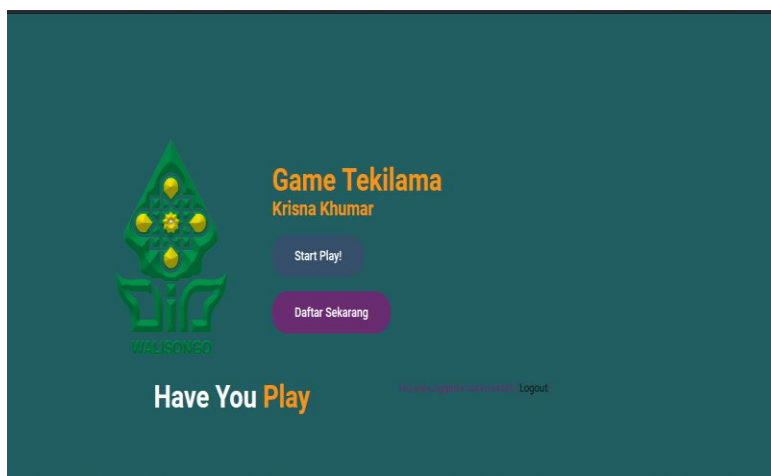 Game Tekilama
Krisna Khumar
Start Play!
Daftar Sekarang
WALISONGO
Have You Play
Logout